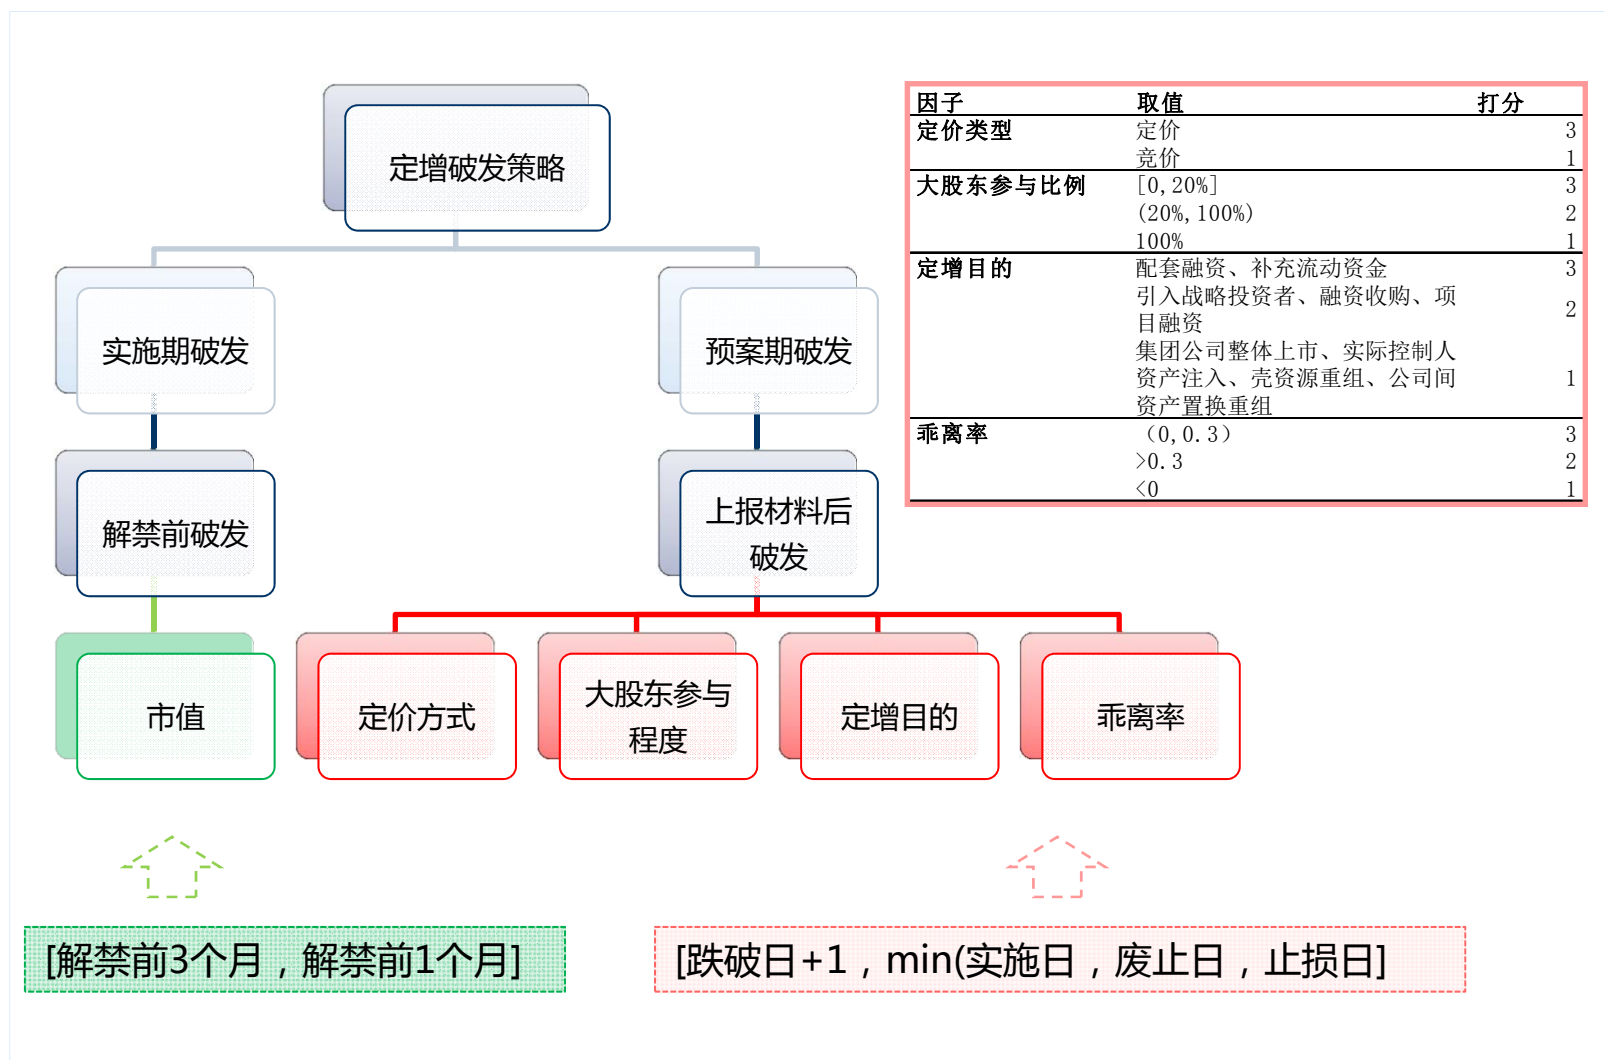 定增破发策略
实施期破发
预案期破发
解禁前破发
上报材料后
破发
市值
定价方式
大股东参与
程度
定增目的
乖离率
[解禁前3个月，解禁前1个月]
[跌破日+1，min(实施日，废止日，止损日]
因子 取值 打分
定价类型 定价 3
竞价 1
大股东参与比例 [0,20%] 3
(20%,100%) 2
100% 1
定增目的 配套融资、补充流动资金 3
引入战略投资者、融资收购、项
目融资 2
集团公司整体上市、实际控制人
资产注入、壳资源重组、公司间 1
资产置换重组
乖离率 （0,0.3） 3
>0.3 2
<0 1